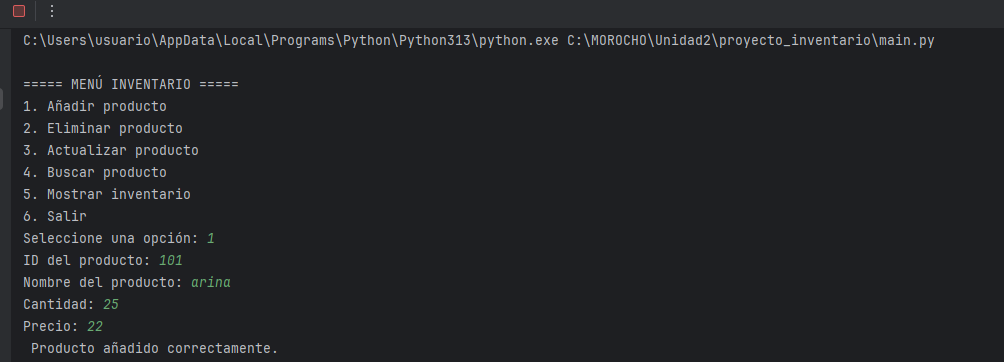 C:\Users\usuario\AppData\Local\Programs\Python\Python313\python.exe C:\MOROCHO\Unidad2\proyecto_inventario\main.py
===== MENÚ INVENTARIO =====
1. Añadir producto
2. Eliminar producto
3. Actualizar producto
4. Buscar producto
5. Mostrar inventario
6. Salir
Seleccione una opción: 1
ID del producto: 101
Nombre del producto: arina
Cantidad: 25
Precio: 22
Producto añadido correctamente.